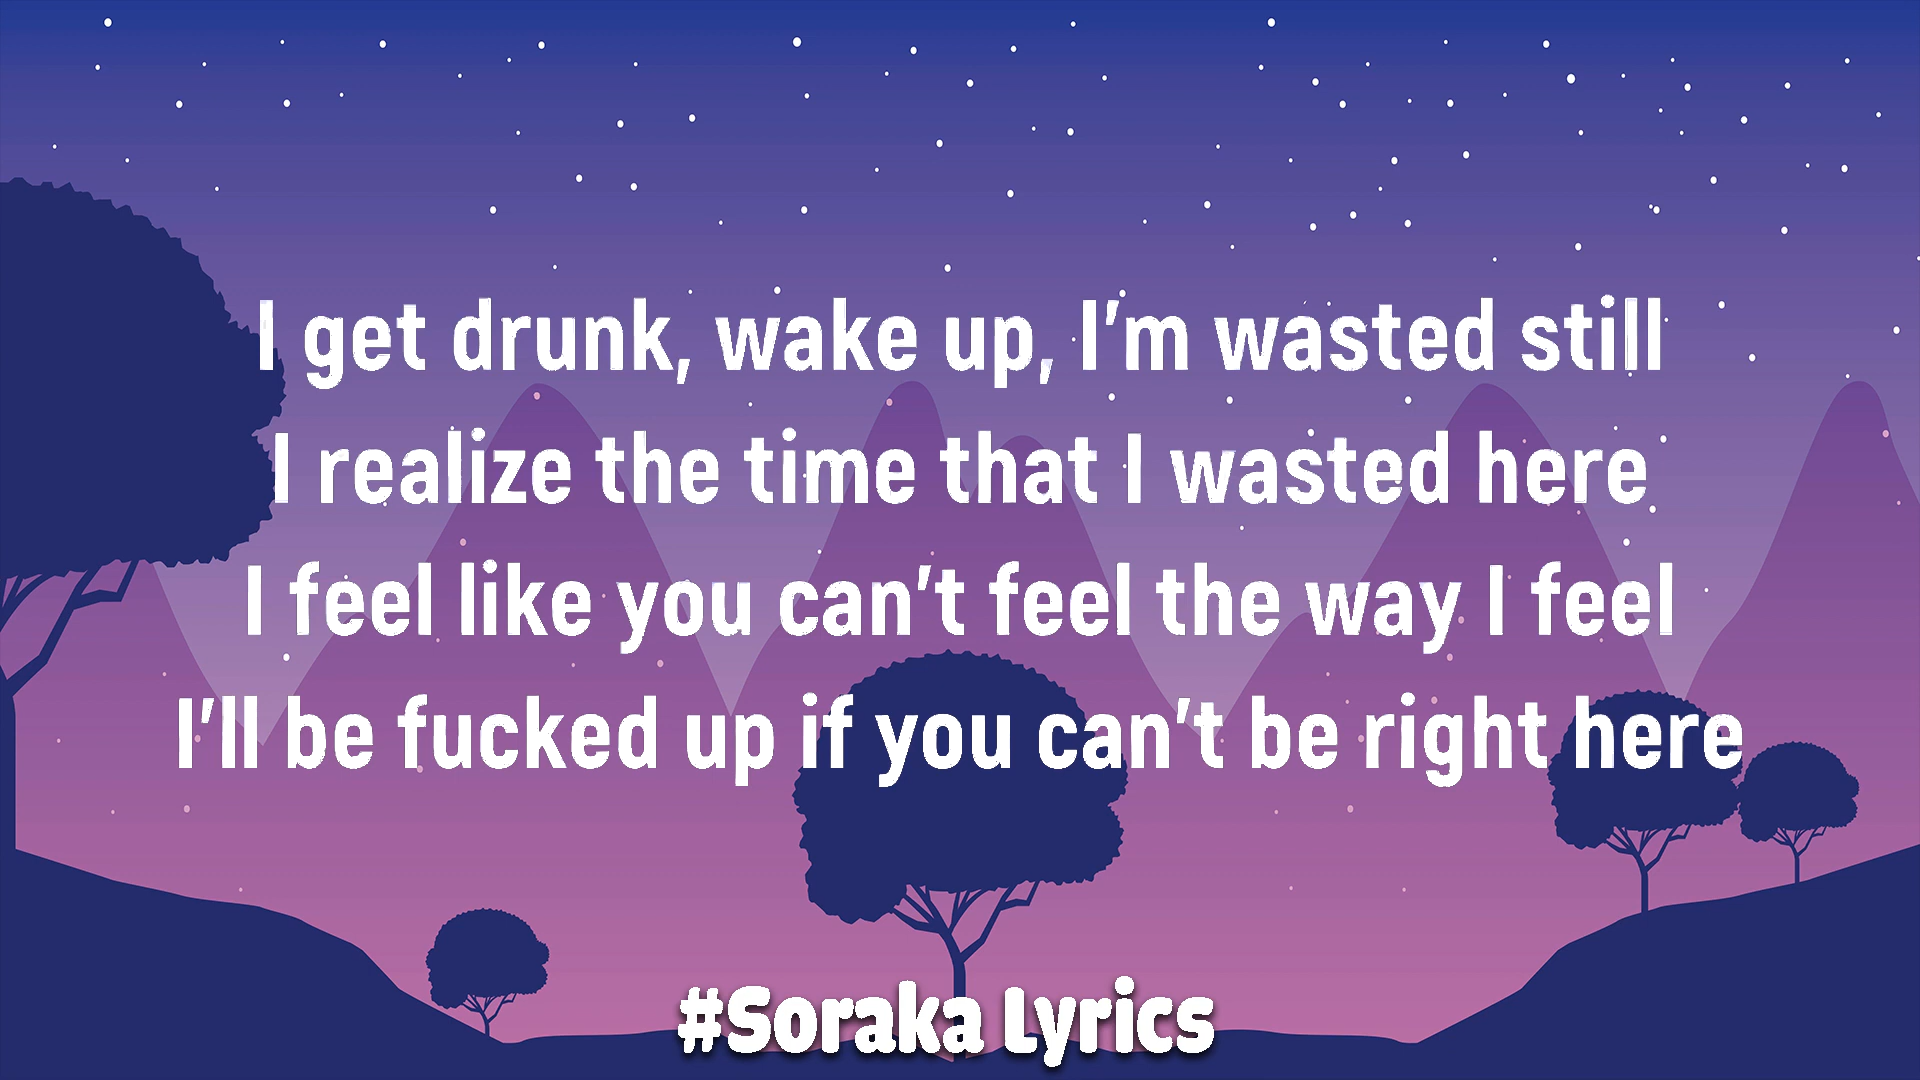 I get drunk, wake up, I'm wasted still
I realize the time that I wasted here
I feel like you can't feel the way I feel
I'll be fucked up if you can't be right here
#Soraka Lyrics